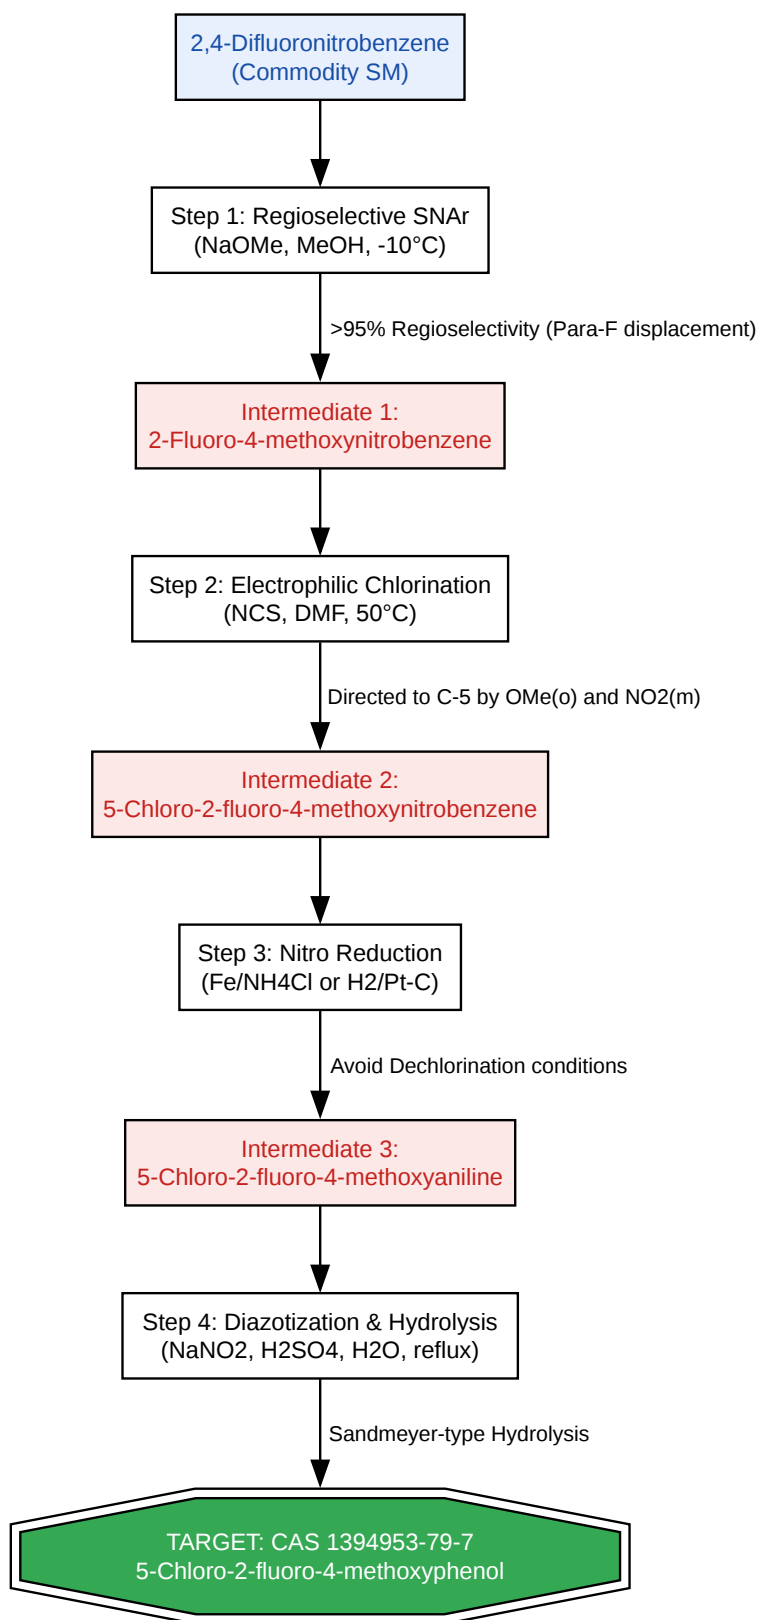 2,4-Difluoronitrobenzene
(Commodity SM)
Step 1: Regioselective SNAr
(NaOMe, MeOH, -10°C)
>95% Regioselectivity (Para-F displacement)
Intermediate 1:
2-Fluoro-4-methoxynitrobenzene
Step 2: Electrophilic Chlorination
(NCS, DMF, 50°C)
Directed to C-5 by OMe(o) and NO2(m)
Intermediate 2:
5-Chloro-2-fluoro-4-methoxynitrobenzene
Step 3: Nitro Reduction
(Fe/NH4Cl or H2/Pt-C)
Avoid Dechlorination conditions
Intermediate 3:
5-Chloro-2-fluoro-4-methoxyaniline
Step 4: Diazotization & Hydrolysis
(NaNO2, H2SO4, H2O, reflux)
Sandmeyer-type Hydrolysis
TARGET: CAS 1394953-79-7
5-Chloro-2-fluoro-4-methoxyphenol